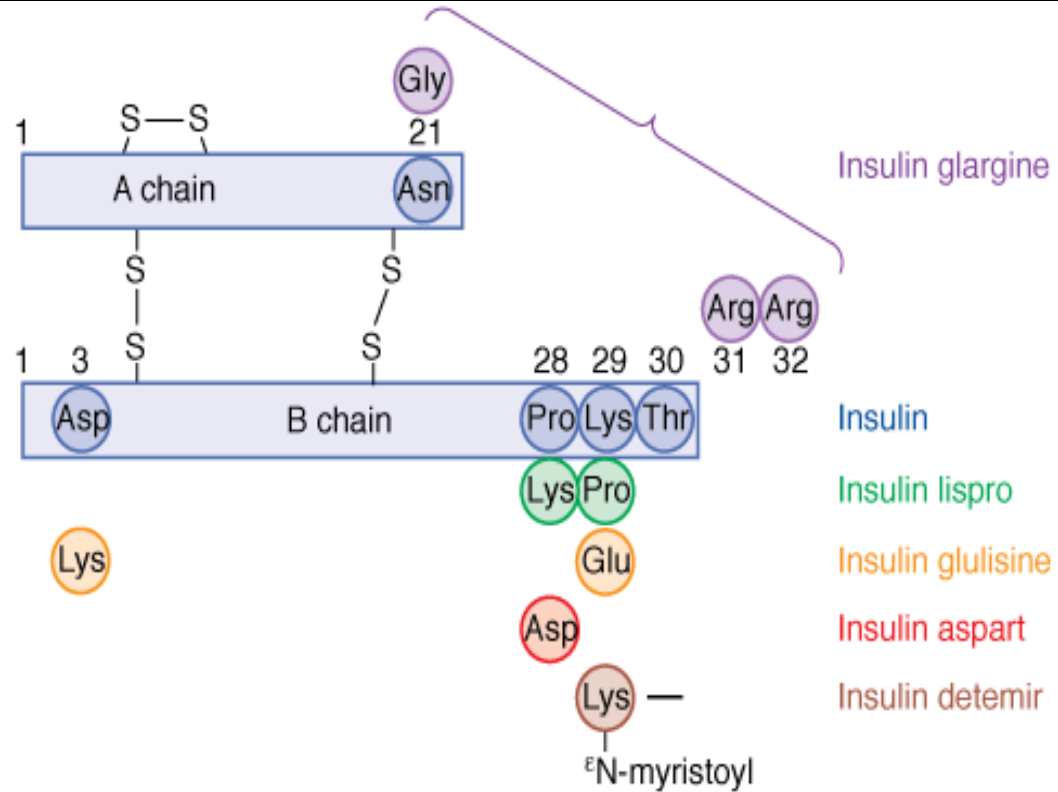 Gly
S—S
1 21
Insulin glargine
A chain Asn
S S
Arg Arg
S S
1 3 28 29 30 31 32
Asp B chain Pro Lys Thr Insulin
Lys Pro Insulin lispro
Lys Glu Insulin glulisine
Asp Insulin aspart
Lys — Insulin detemir
εN-myristoyl